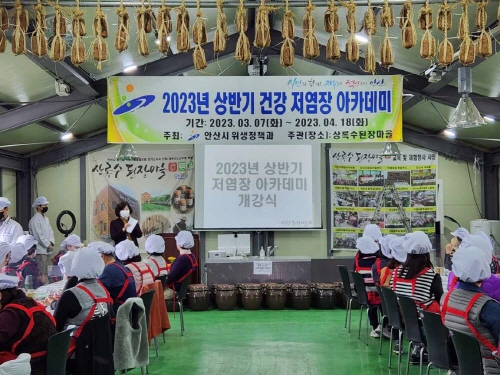 2023년 상반기 건강 저염장 아카데미
기간: 2023. 03. 07(화) ~ 2023. 04. 18(화)
주최: 안산시 위생정책과 주관(장소): 상록수된장마을
상록수 된장마을
2023년 상반기
저염장 아카데미
개강식